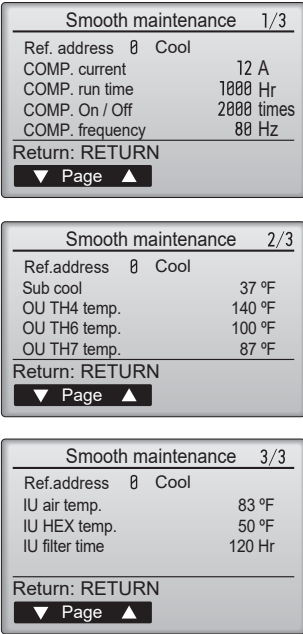 Smooth maintenance 1/3
Ref. address 0 Cool
COMP. current 12 A
COMP. run time 1000 Hr
COMP. On / Off 2000 times
COMP. frequency 80 Hz
Return: RETURN
▼ Page ▲
Smooth maintenance 2/3
Ref.address 0 Cool
Sub cool 37 ºF
OU TH4 temp. 140 ºF
OU TH6 temp. 100 ºF
OU TH7 temp. 87 ºF
Return: RETURN
▼ Page ▲
Smooth maintenance 3/3
Ref.address 0 Cool
IU air temp. 83 ºF
IU HEX temp. 50 ºF
IU filter time 120 Hr
Return: RETURN
▼ Page ▲